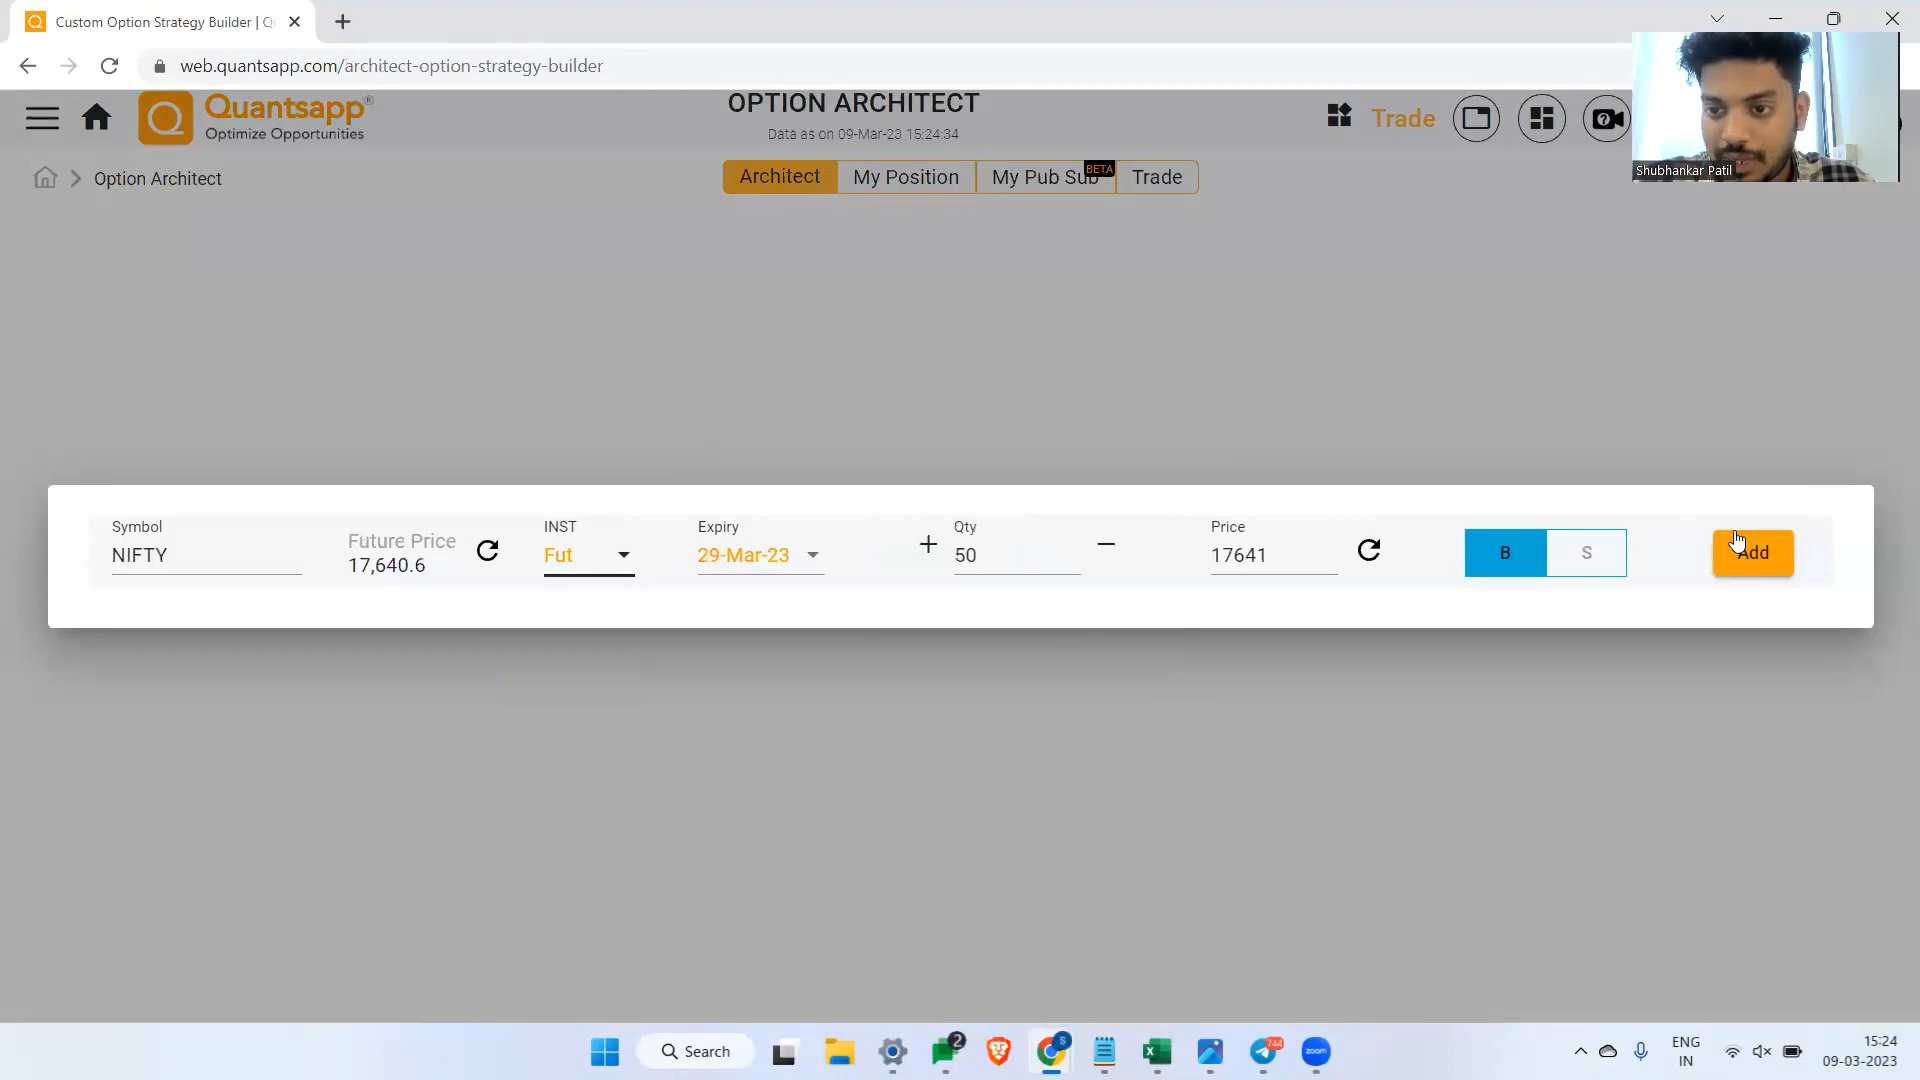 Custom Option Strategy Builder | Q
web.quantsapp.com/architect-option-strategy-builder
Quantsapp®
Optimize Opportunities
OPTION ARCHITECT
Data as on 09-Mar-23 15:24:34
Trade
Shubhankar Patil
Option Architect
Architect
My Position
My Pub Sub
BETA
Trade
Symbol
NIFTY
Future Price
17,640.6
INST
Fut
Expiry
29-Mar-23
+
Qty
50
−
Price
17641
B
S
Add
Search
2
S
744
zoom
ENG
IN
15:24
09-03-2023